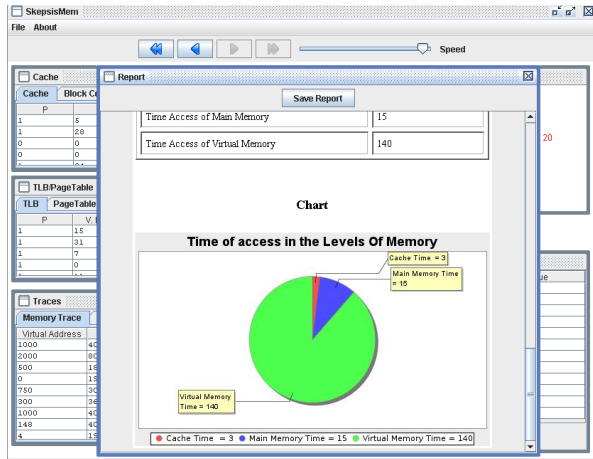 SkepsisMem
File About
Speed
Cache
Cache Block
P
1 5
1 28
0 0
0 0
TLB/PageTable
TLB PageTable
P V.
1 15
1 31
1 7
1 0
Traces
Memory Trace
Virtual Address
1000 40
2000 80
500 18
0 19
750 30
300 36
1000 40
148 40
4 19
Report
Save Report
Time Access of Main Memory 15
Time Access of Virtual Memory 140
Chart
Time of access in the Levels Of Memory
Cache Time = 3
Main Memory Time
= 15
Virtual Memory
Time = 140
Cache Time = 3 Main Memory Time = 15 Virtual Memory Time = 140
20
ue